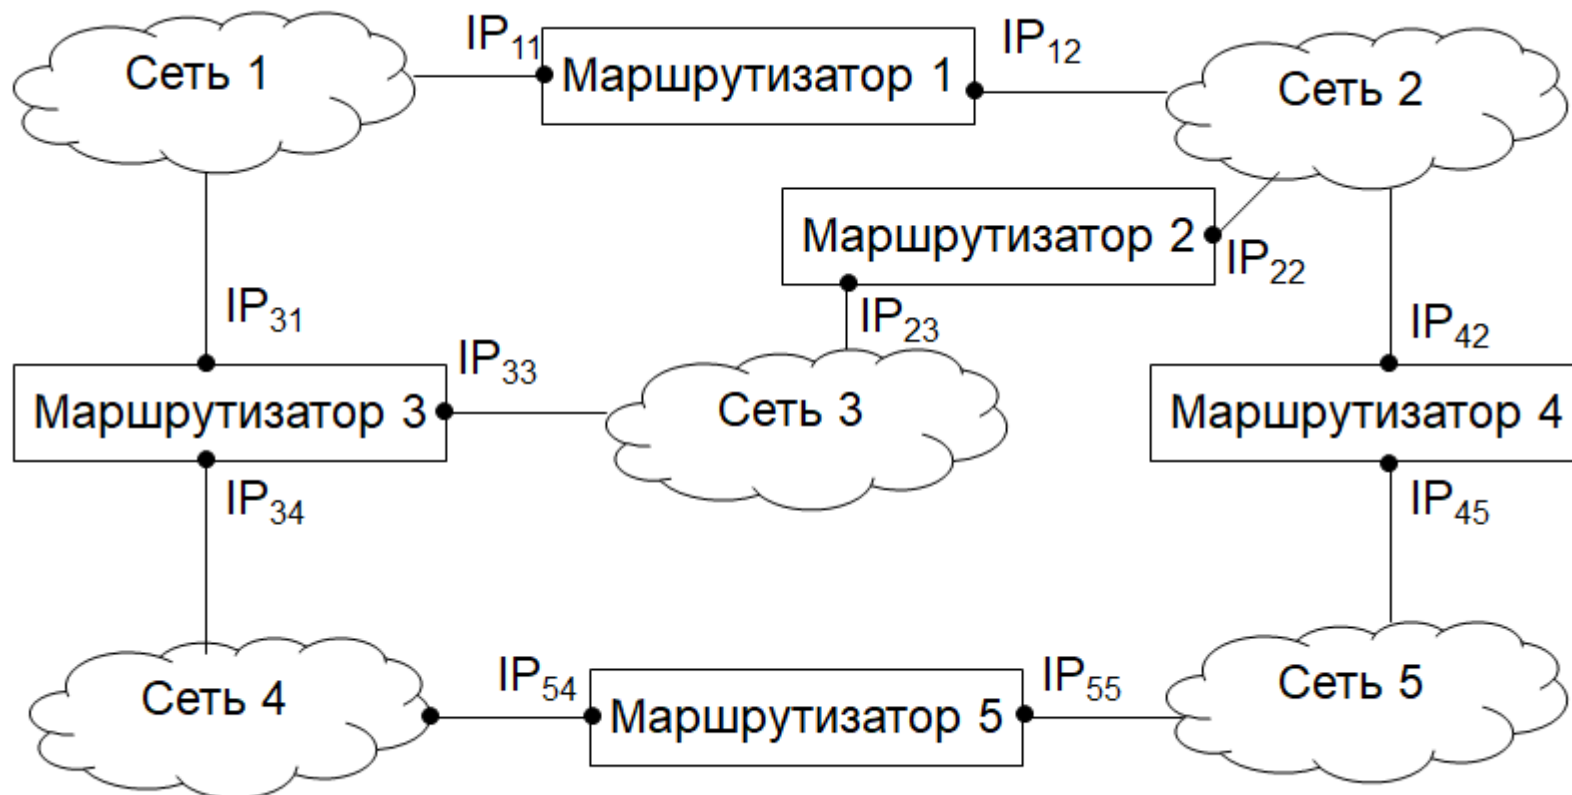 Сеть 1
IP11
Маршрутизатор 1
IP12
Сеть 2
Маршрутизатор 2
IP22
IP31
IP23
IP42
IP33
Маршрутизатор 3
Сеть 3
Маршрутизатор 4
IP34
IP45
Сеть 4
IP54
Маршрутизатор 5
IP55
Сеть 5